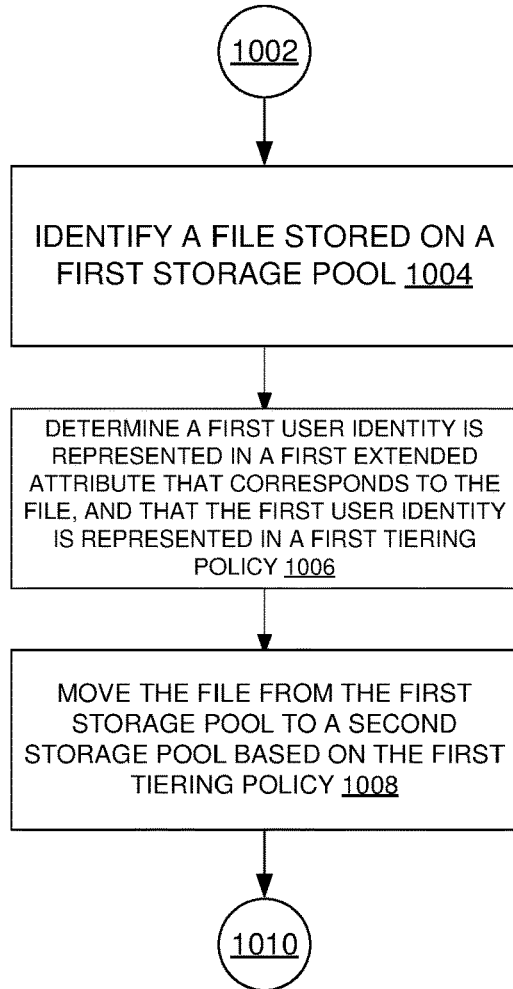 1002
IDENTIFY A FILE STORED ON A
FIRST STORAGE POOL 1004
DETERMINE A FIRST USER IDENTITY IS
REPRESENTED IN A FIRST EXTENDED
ATTRIBUTE THAT CORRESPONDS TO THE
FILE, AND THAT THE FIRST USER IDENTITY
IS REPRESENTED IN A FIRST TIERING
POLICY 1006
MOVE THE FILE FROM THE FIRST
STORAGE POOL TO A SECOND
STORAGE POOL BASED ON THE FIRST
TIERING POLICY 1008
1010